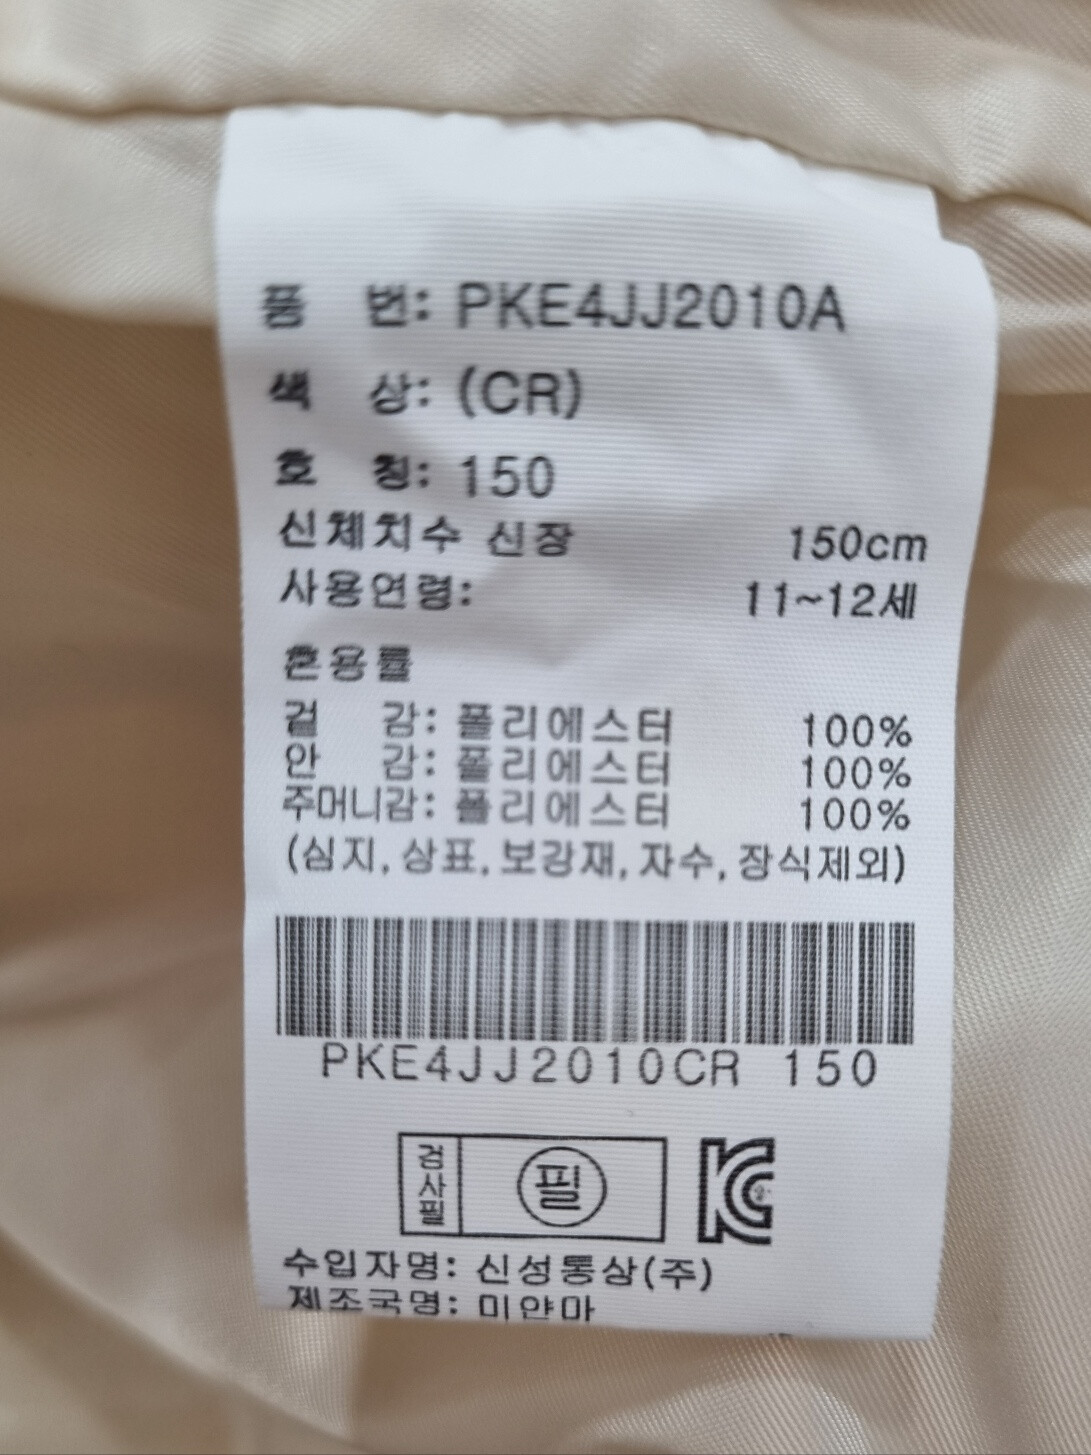 품 번: PKE4JJ2010A
색 상: (CR)
호 칭: 150
신체치수 신장 150cm
사용연령: 11~12세
혼용률
겉 감: 폴리에스터 100%
안 감: 폴리에스터 100%
주머니감: 폴리에스터 100%
(심지, 상표, 보강재, 자수, 장식제외)
PKE4JJ2010CR 150
검사필 필 KC
수입자명: 신성통상(주)
제조국명: 미얀마